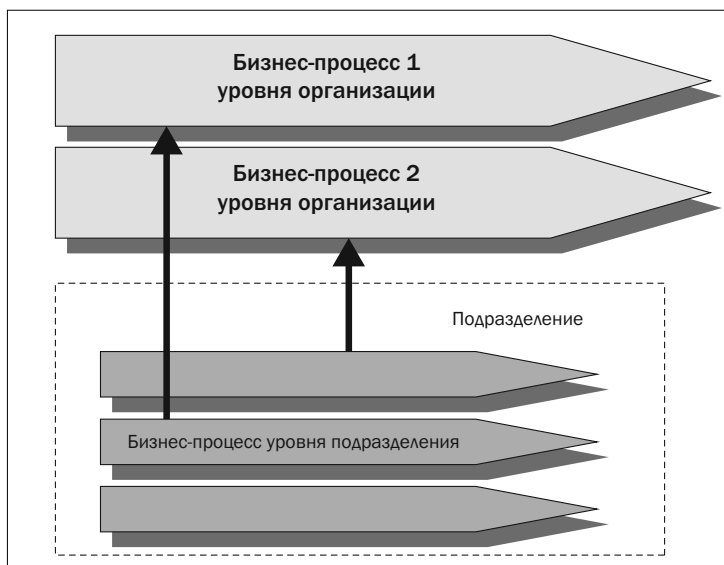 Бизнес-процесс 1
уровня организации
Бизнес-процесс 2
уровня организации
Подразделение
Бизнес-процесс уровня подразделения